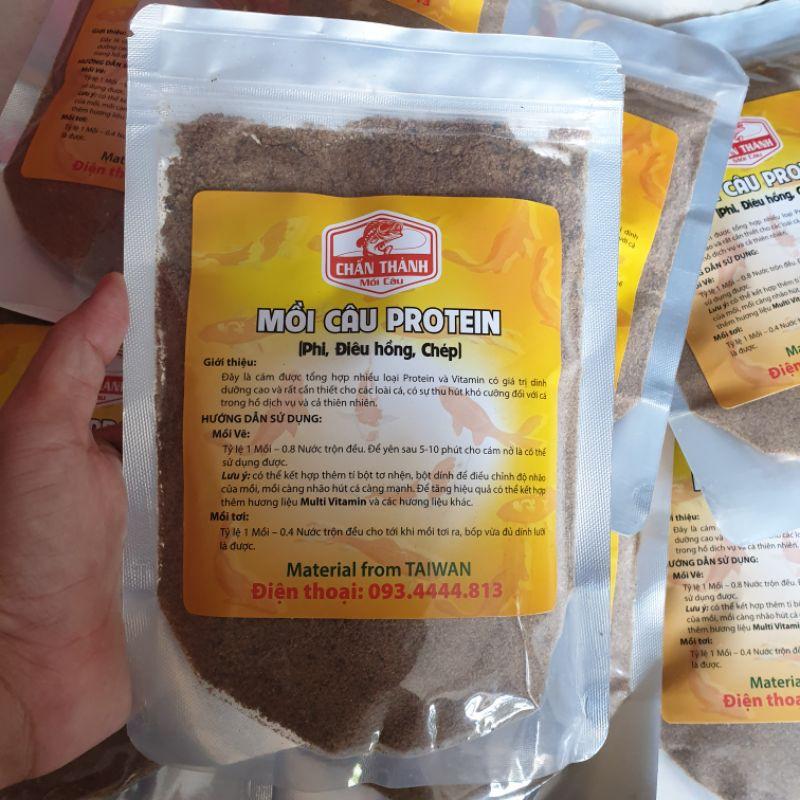 CHẤN THÀNH
Mồi Câu
MỒI CÂU PROTEIN
(Phi, Điêu hồng, Chép)
Giới thiệu:
Đây là cám được tổng hợp nhiều loại Protein và Vitamin có giá trị dinh
dưỡng cao và rất cần thiết cho các loài cá, có sự thu hút khó cưỡng đối với cá
trong hồ dịch vụ và cả thiên nhiên.
HƯỚNG DẪN SỬ DỤNG:
Mồi Vê:
Tỷ lệ 1 Mồi – 0.8 Nước trộn đều. Để yên sau 5-10 phút cho cám nở là có thể
sử dụng được.
Lưu ý: có thể kết hợp thêm tí bột tơ nhện, bột dính để điều chỉnh độ nhão
của mồi, mồi càng nhão hút cá càng mạnh. Để tăng hiệu quả có thể kết hợp
thêm hương liệu Multi Vitamin và các hương liệu khác.
Mồi tơi:
Tỷ lệ 1 Mồi – 0.4 Nước trộn đều cho tới khi mồi tơi ra, bốp vừa đủ dính lưỡi
là được.
Material from TAIWAN
Điện thoại: 093.4444.813